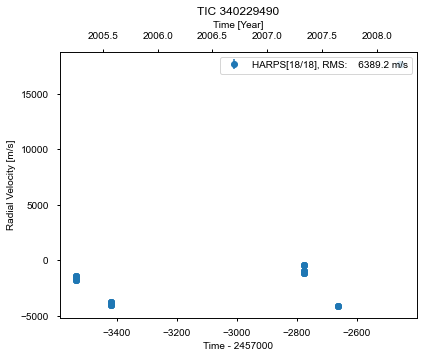 TIC 340229490
Time [Year]
2005.5 2006.0 2006.5 2007.0 2007.5 2008.0
HARPS[18/18], RMS: 6389.2 m/s
15000
10000
5000
0
−5000
Radial Velocity [m/s]
−3400 −3200 −3000 −2800 −2600
Time - 2457000